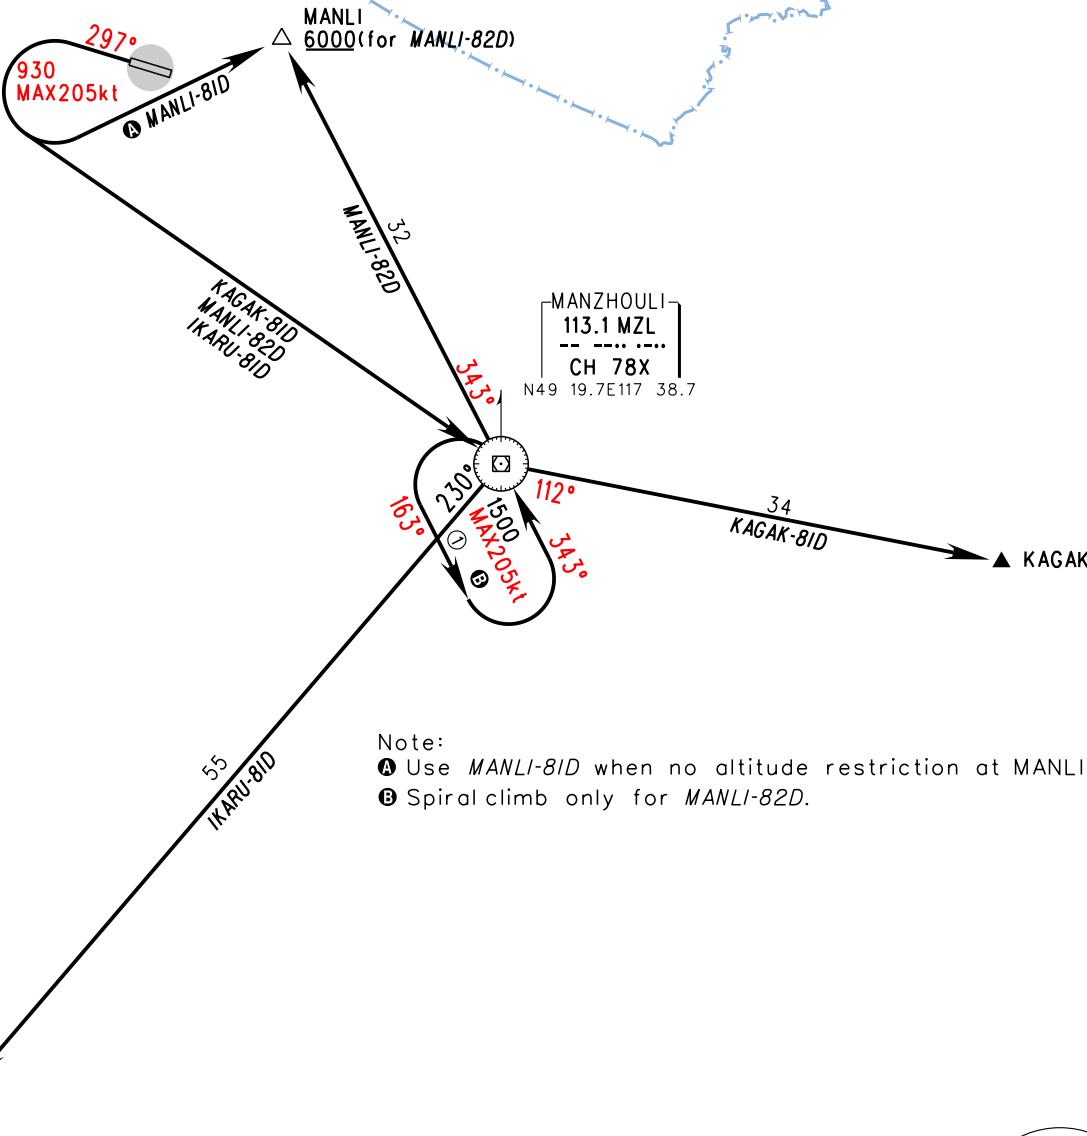 MANLI
6000(for MANLI-82D)
297°
930
MAX205kt
A MANLI-81D
32
MANLI-82D
KAGAK-81D
MANLI-82D
IKARU-81D
MANZHOULI
113.1 MZL
CH 78X
N49 19.7E117 38.7
343°
230°
112°
34
KAGAK-81D
KAGAK
163°
1
B
1500
MAX205kt
343°
55
IKARU-81D
Note:
A Use MANLI-81D when no altitude restriction at MANLI
B Spiral climb only for MANLI-82D.